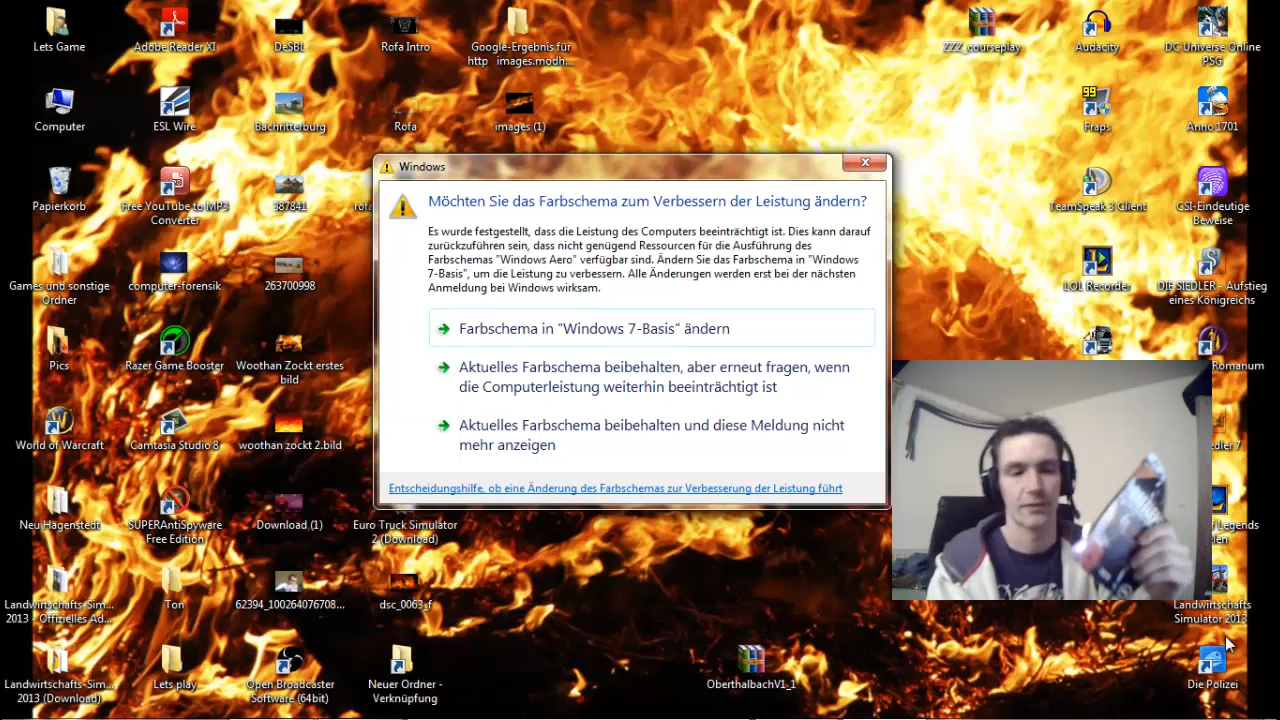 Lets Game
Adobe Reader XI
DeSBL
Rofa Intro
Google-Ergebnis für
http images.modh...
ZZZ_courseplay
Audacity
DC Universe Online
PSG
Computer
ESL Wire
Bachritterburg
Rofa
images (1)
99
Fraps
Anno 1701
Windows
Möchten Sie das Farbschema zum Verbessern der Leistung ändern?
Es wurde festgestellt, dass die Leistung des Computers beeinträchtigt ist. Dies kann darauf
zurückzuführen sein, dass nicht genügend Ressourcen für die Ausführung des
Farbschemas "Windows Aero" verfügbar sind. Ändern Sie das Farbschema in "Windows
7-Basis", um die Leistung zu verbessern. Alle Änderungen werden erst bei der nächsten
Anmeldung bei Windows wirksam.
Farbschema in "Windows 7-Basis" ändern
Aktuelles Farbschema beibehalten, aber erneut fragen, wenn
die Computerleistung weiterhin beeinträchtigt ist
Aktuelles Farbschema beibehalten und diese Meldung nicht
mehr anzeigen
Entscheidungshilfe, ob eine Änderung des Farbschemas zur Verbesserung der Leistung führt
Papierkorb
Free YouTube to MP3
Converter
387841
rofa
TeamSpeak 3 Client
CSI-Eindeutige
Beweise
Games und sonstige
Ordner
computer-forensik
263700998
LOL Recorder
DIE SIEDLER - Aufstieg
eines Königreichs
Pics
Razer Game Booster
Woothan Zockt erstes
bild
Romanum
World of Warcraft
Camtasia Studio 8
woothan zockt 2.bild
edler 7
Neu Hagenstedt
SUPERAntiSpyware
Free Edition
Download (1)
Euro Truck Simulator
2 (Download)
f Legends
Landwirtschafts-Sim...
2013 - Offizielles Ad...
Ton
62394_100264076708...
dsc_0063_f
Landwirtschafts
Simulator 2013
Landwirtschafts-Sim...
2013 (Download)
Lets play
Open Broadcaster
Software (64bit)
Neuer Ordner -
Verknüpfung
OberthalbachV1_1
Die Polizei